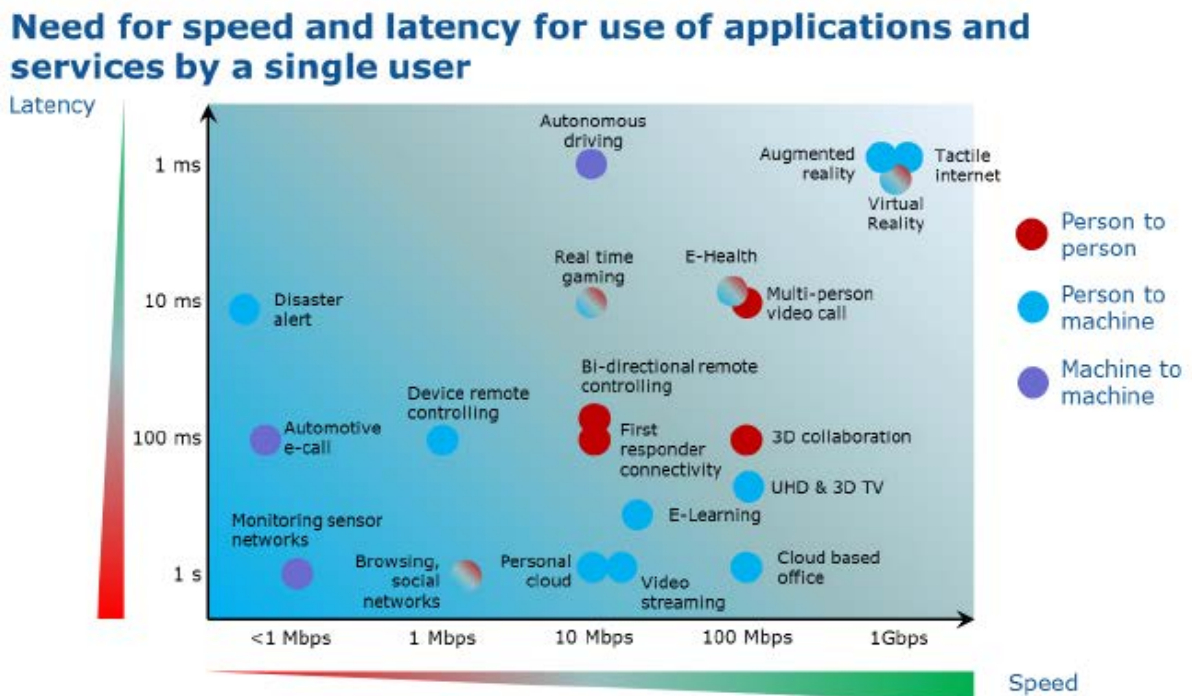 Need for speed and latency for use of applications and
services by a single user
Latency
Autonomous
driving
1 ms
Augmented
reality
Tactile
internet
Virtual
Reality
Person to
person
Real time
gaming
E-Health
10 ms
Disaster
alert
Multi-person
video call
Person to
machine
Bi-directional remote
controlling
Device remote
controlling
Machine to
machine
100 ms
Automotive
e-call
First
responder
connectivity
3D collaboration
UHD & 3D TV
E-Learning
Monitoring sensor
networks
1 s
Browsing,
social
networks
Personal
cloud
Video
streaming
Cloud based
office
<1 Mbps
1 Mbps
10 Mbps
100 Mbps
1Gbps
Speed